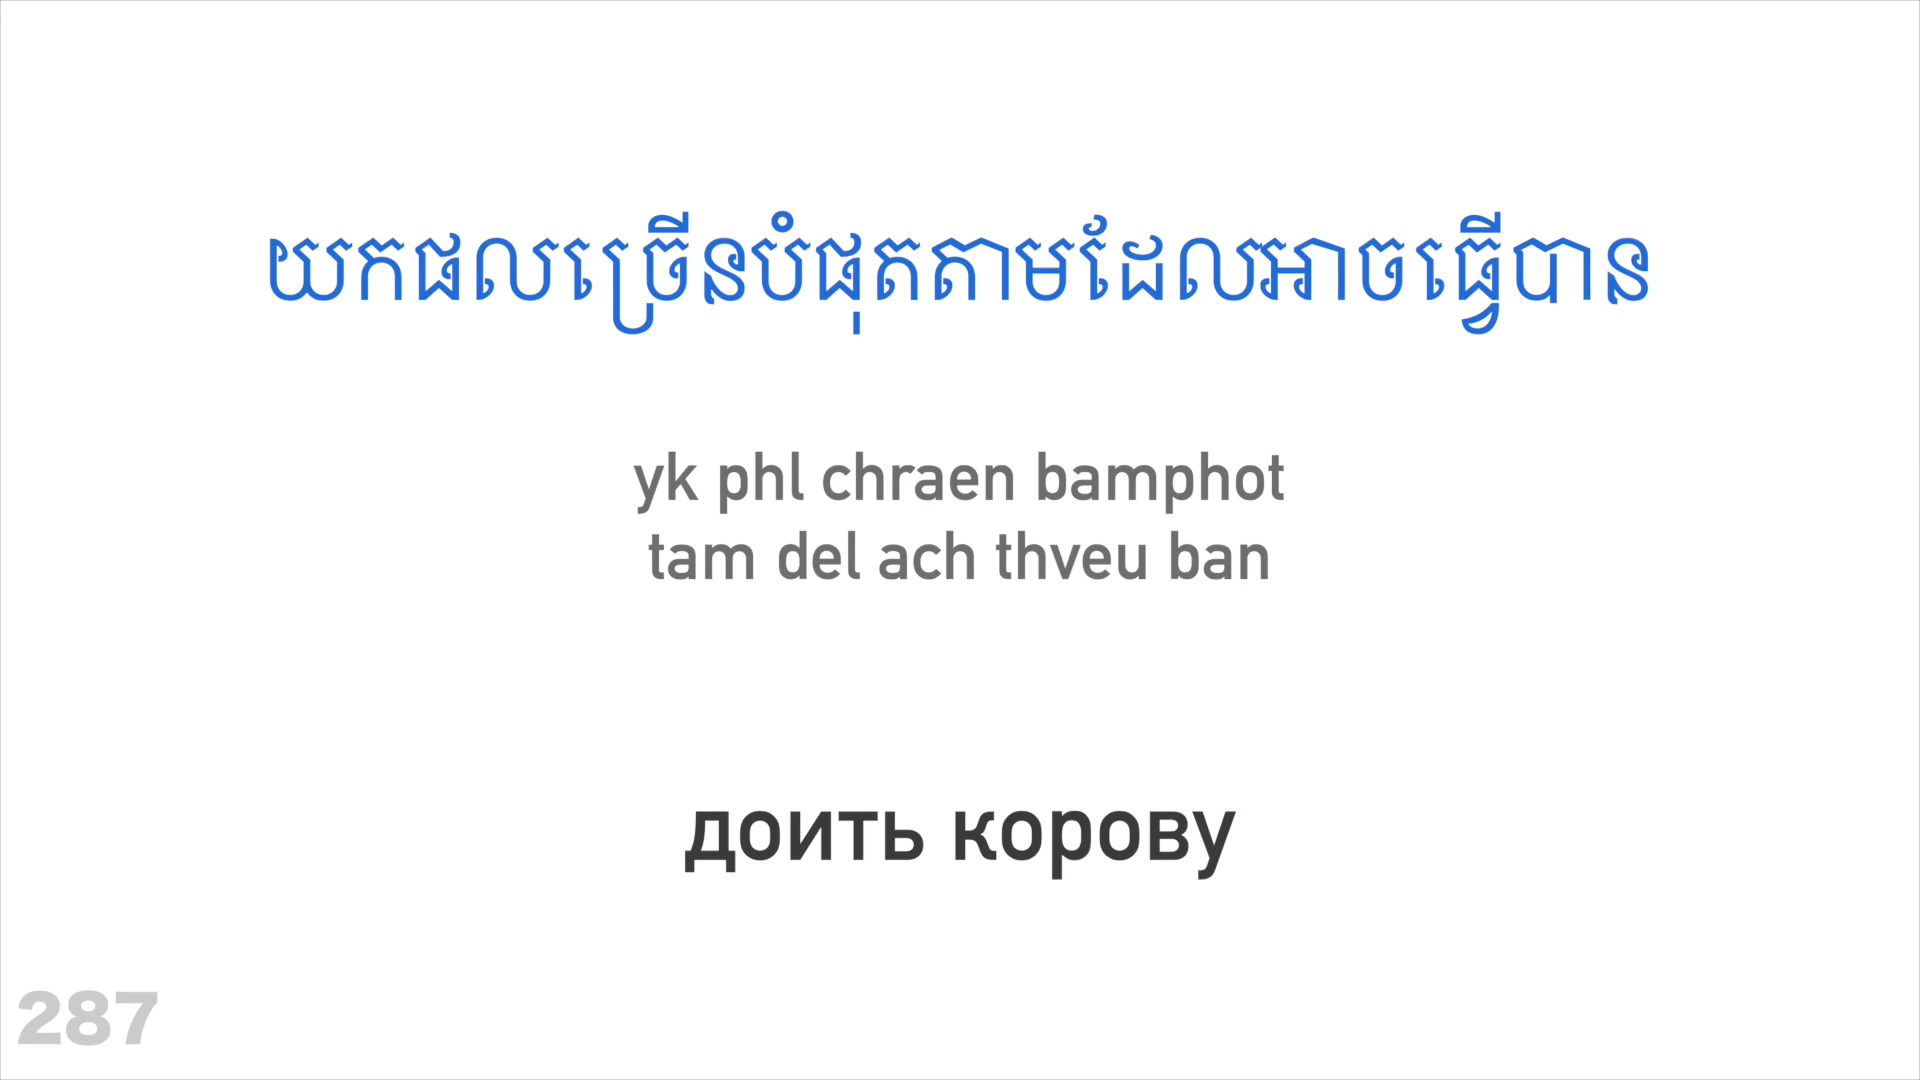 យកផលច្រើនបំផុតតាមដែលអាចធ្វើបាន
yk phl chraen bamphot
tam del ach thveu ban
доить корову
287